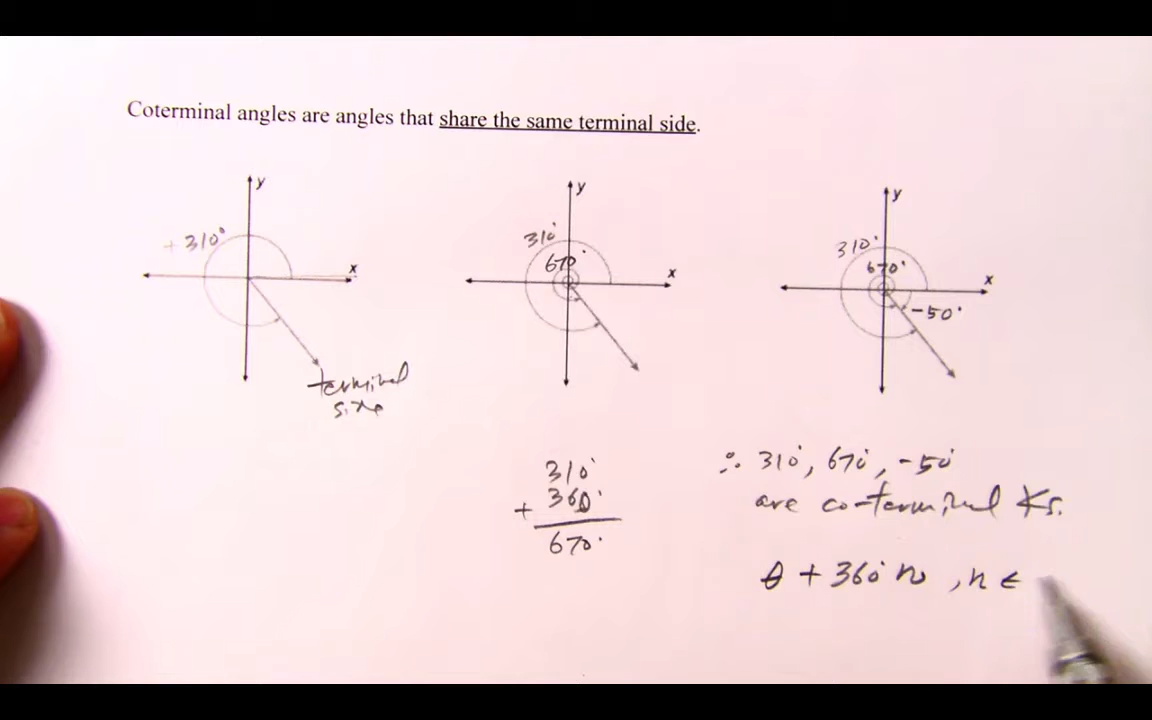 Coterminal angles are angles that share the same terminal side.
y
+310°
x
terminal
side
y
310°
670°
x
y
310°
670°
x
-50°
310°
+ 360°
670°
∴ 310°, 670°, -50°
are co-terminal ∠s.
θ + 360°n, n ∈